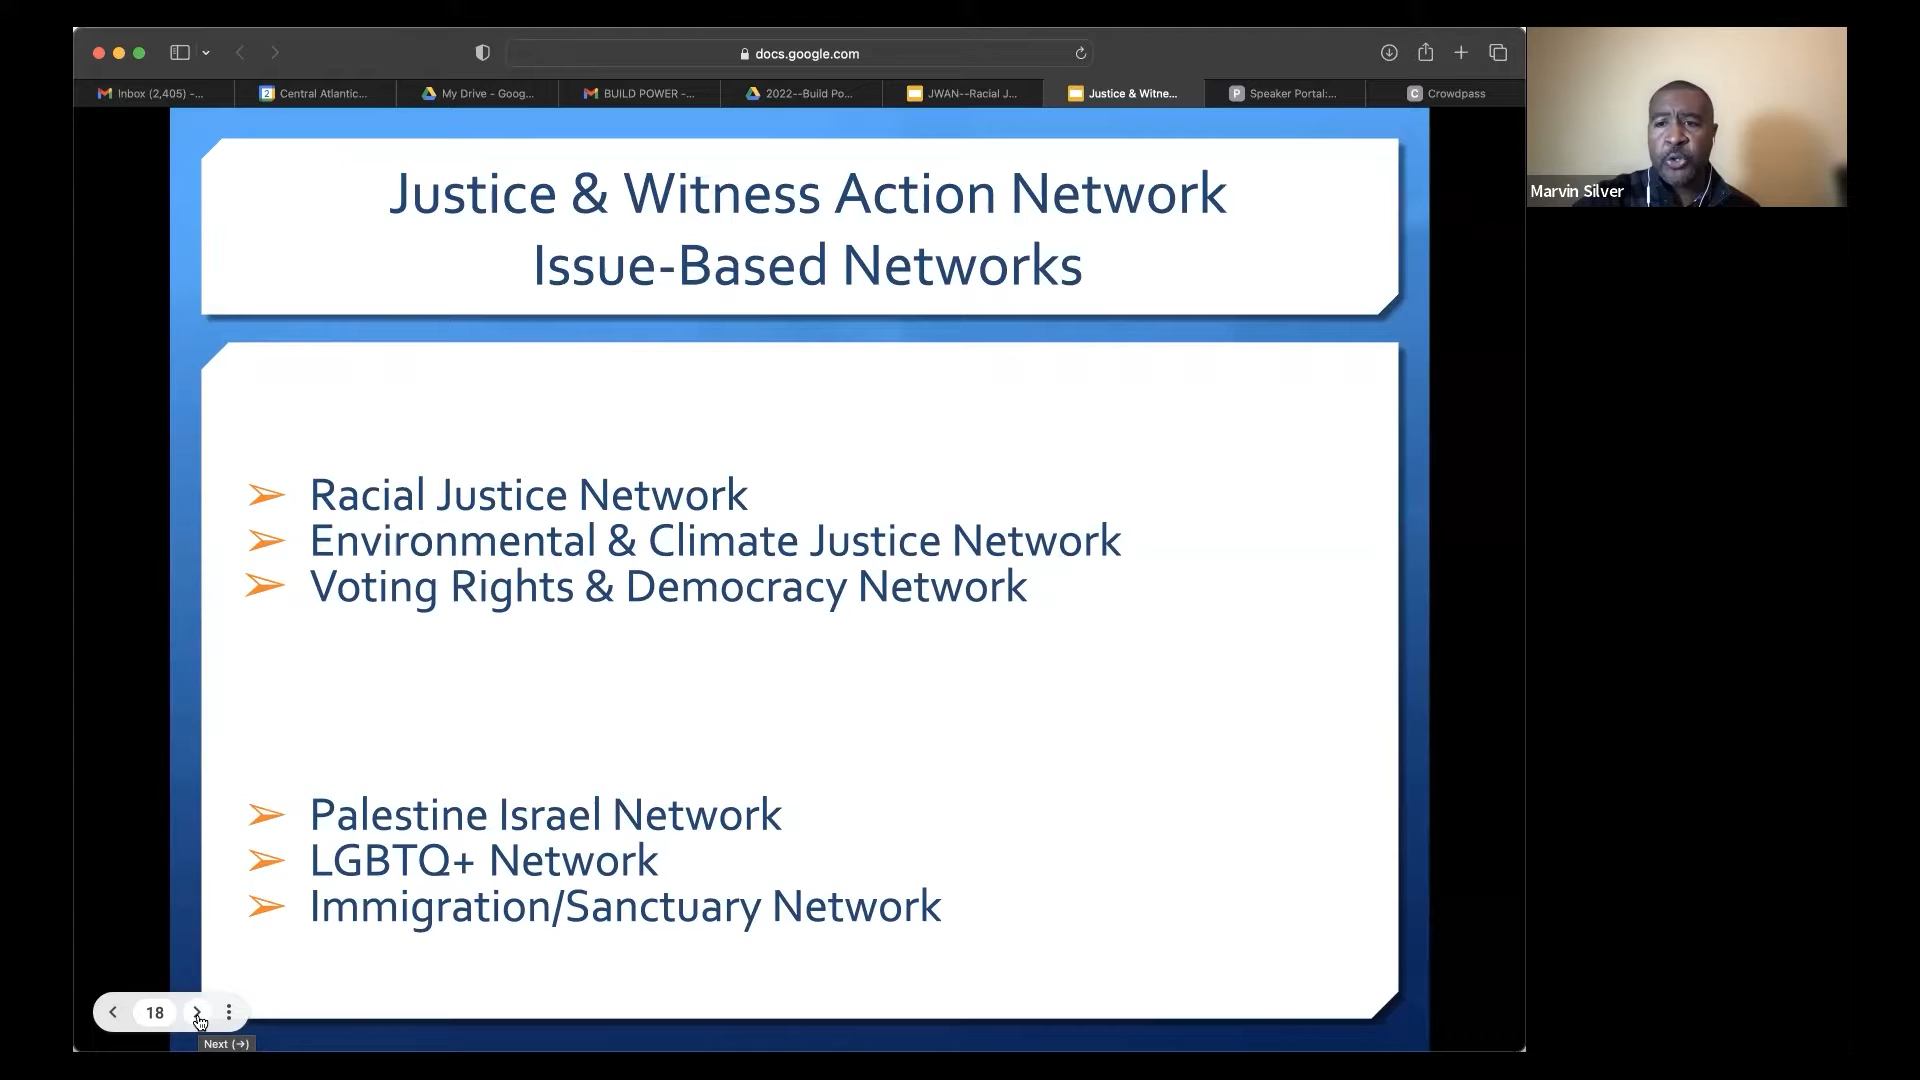 docs.google.com
Inbox (2,405) -...
2
Central Atlantic...
My Drive - Goog...
BUILD POWER -...
2022--Build Po...
JWAN--Racial J...
Justice & Witne...
P
Speaker Portal:...
C
Crowdpass
Marvin Silver
Justice & Witness Action Network
Issue-Based Networks
➢ Racial Justice Network
➢ Environmental & Climate Justice Network
➢ Voting Rights & Democracy Network
➢ Palestine Israel Network
➢ LGBTQ+ Network
➢ Immigration/Sanctuary Network
18
Next (→)